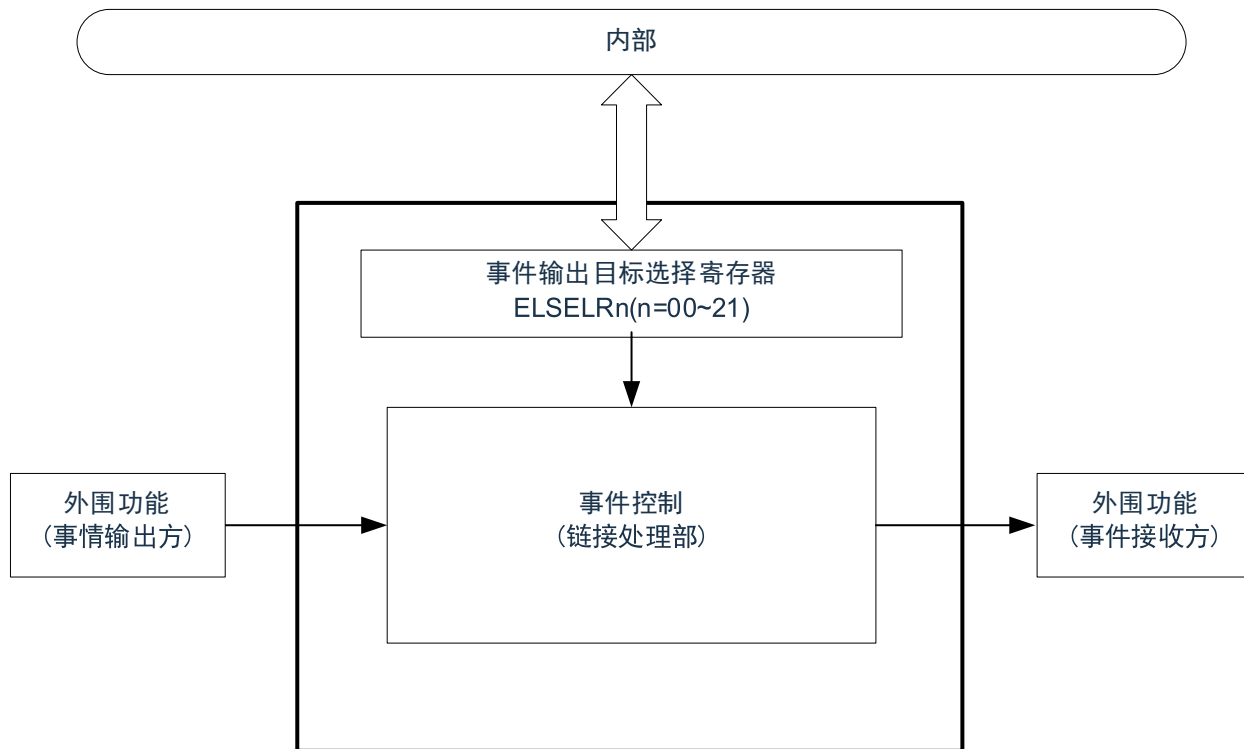 内部
事件输出目标选择寄存器
ELSELRn(n=00~21)
外围功能
（事情输出方）
事件控制
（链接处理部）
外围功能
（事件接收方）